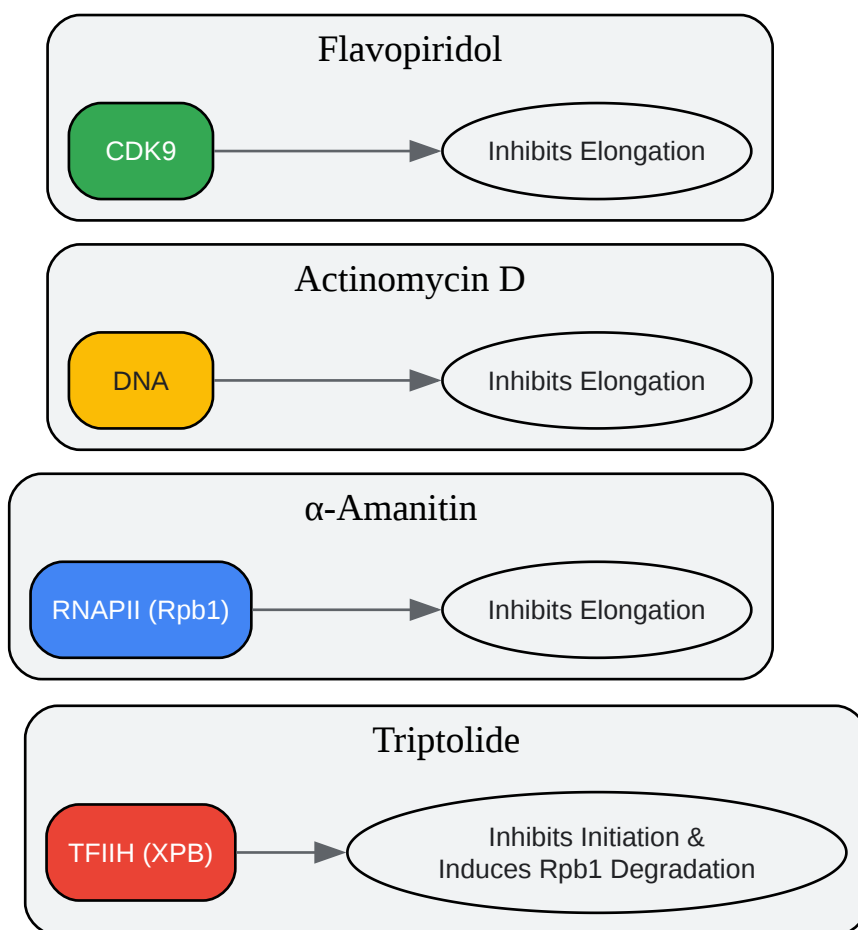 Flavopiridol
CDK9
Inhibits Elongation
Actinomycin D
DNA
Inhibits Elongation
α-Amanitin
RNAPII (Rpb1)
Inhibits Elongation
Triptolide
TFIIH (XPB)
Inhibits Initiation &
Induces Rpb1 Degradation